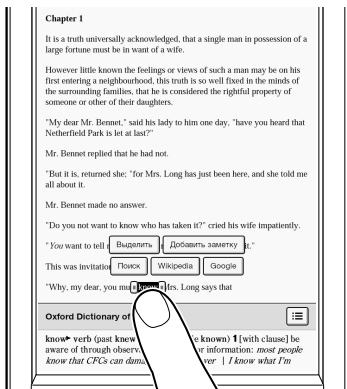 Chapter 1
It is a truth universally acknowledged, that a single man in possession of a
large fortune must be in want of a wife.
However little known the feelings or views of such a man may be on his
first entering a neighbourhood, this truth is so well fixed in the minds of
the surrounding families, that he is considered the rightful property of
someone or other of their daughters.
"My dear Mr. Bennet," said his lady to him one day, "have you heard that
Netherfield Park is let at last?"
Mr. Bennet replied that he had not.
"But it is, returned she; "for Mrs. Long has just been here, and she told me
all about it.
Mr. Bennet made no answer.
"Do you not want to know who has taken it?" cried his wife impatiently.
"You want to tell Выделить Добавить заметку it."
This was Поиск Wikipedia Google
"Why, my dear, you know Mrs. Long says that
Oxford Dictionary of
know▸ verb (past knew known) 1 [with clause] be
aware of through or information: most people
know that CFCs can | I know what I'm